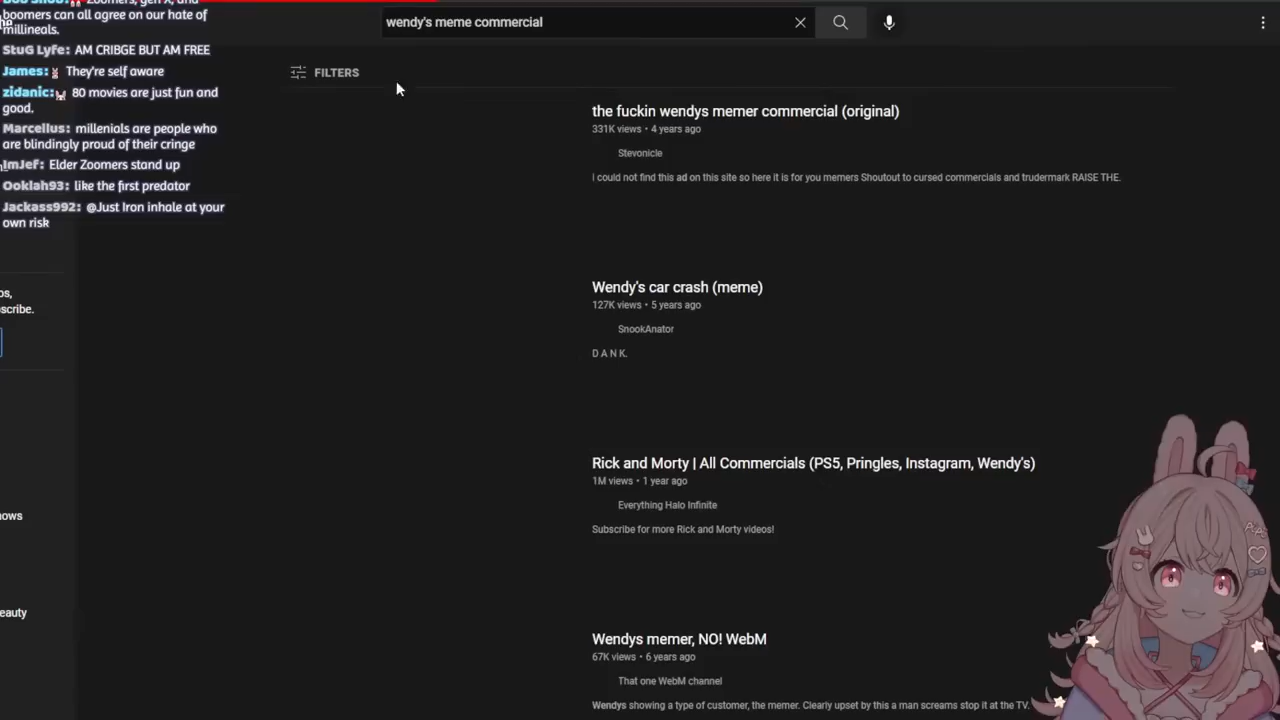 boomers can all agree on our hate of
millineals.
StuG Lyfe: AM CRIBGE BUT AM FREE
James: They're self aware
zidanic: 80 movies are just fun and
good.
Marcellus: millenials are people who
are blindingly proud of their cringe
ImJef: Elder Zoomers stand up
Ooklah93: like the first predator
Jackass992: @Just Iron inhale at your
own risk
wendy's meme commercial
FILTERS
the fuckin wendys memer commercial (original)
331K views • 4 years ago
Stevonicle
I could not find this ad on this site so here it is for you memers Shoutout to cursed commercials and trudermark RAISE THE.
Wendy's car crash (meme)
127K views • 5 years ago
SnookAnator
D A N K.
Rick and Morty | All Commercials (PS5, Pringles, Instagram, Wendy's)
1M views • 1 year ago
Everything Halo Infinite
Subscribe for more Rick and Morty videos!
Wendys memer, NO! WebM
67K views • 6 years ago
That one WebM channel
Wendys showing a type of customer, the memer. Clearly upset by this a man screams stop it at the TV.